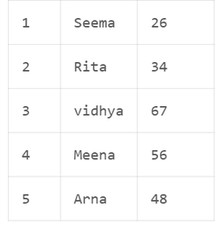 1 Seema 26
2 Rita 34
3 vidhya 67
4 Meena 56
5 Arna 48